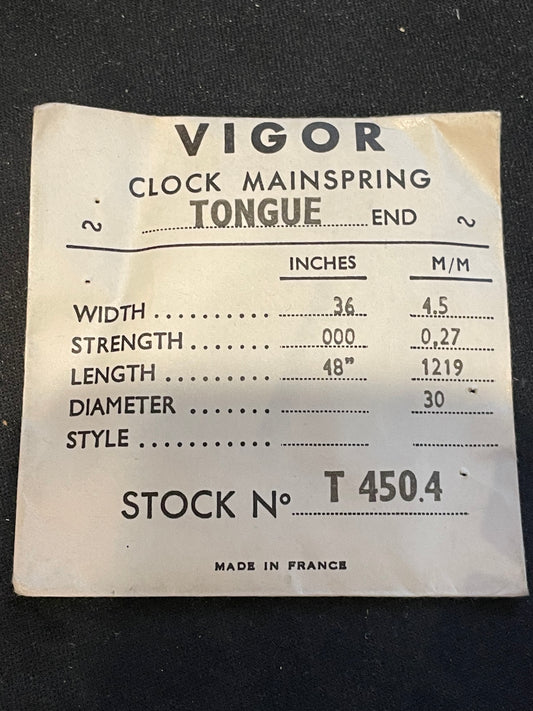 VIGOR
CLOCK MAINSPRING
TONGUE END
INCHES M/M
WIDTH .......... 36 4.5
STRENGTH ........ 000 0,27
LENGTH ......... 48" 1219
DIAMETER ....... 30
STYLE ...........
STOCK Nº T 450.4
MADE IN FRANCE